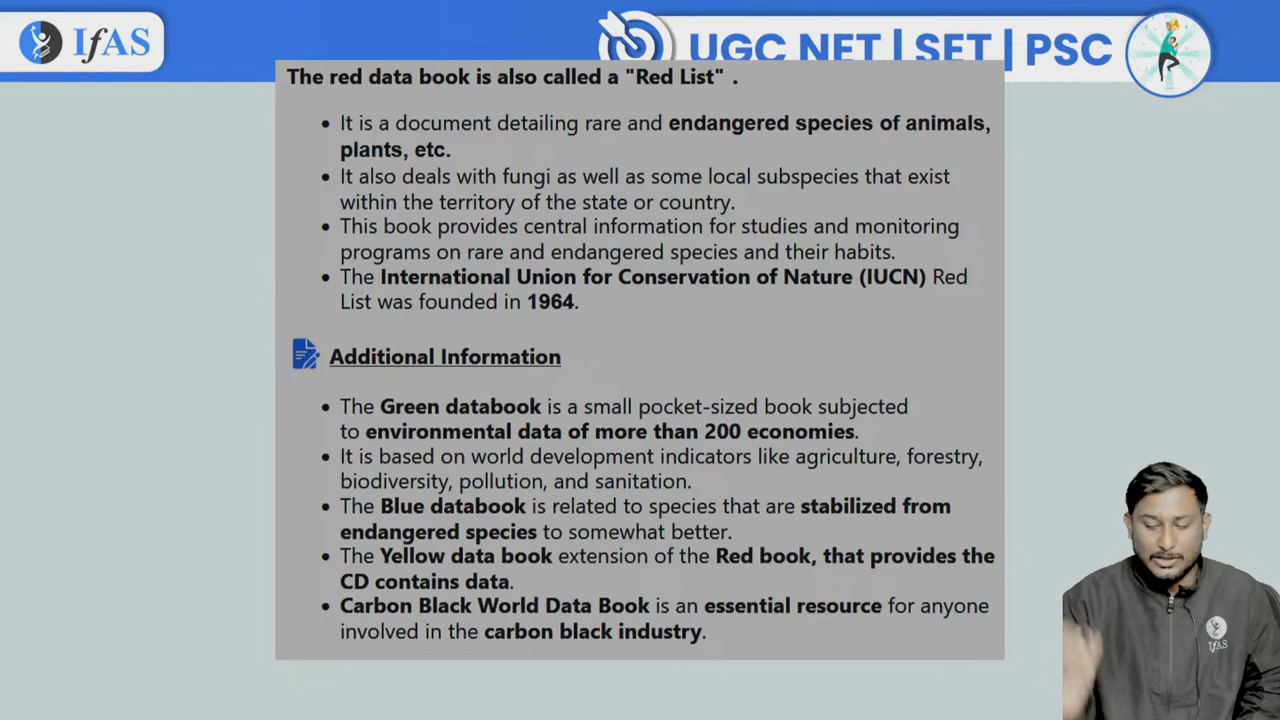 IfAS
UGC NET | SET | PSC
The red data book is also called a "Red List" .
• It is a document detailing rare and endangered species of animals,
plants, etc.
• It also deals with fungi as well as some local subspecies that exist
within the territory of the state or country.
• This book provides central information for studies and monitoring
programs on rare and endangered species and their habits.
• The International Union for Conservation of Nature (IUCN) Red
List was founded in 1964.
Additional Information
• The Green databook is a small pocket-sized book subjected
to environmental data of more than 200 economies.
• It is based on world development indicators like agriculture, forestry,
biodiversity, pollution, and sanitation.
• The Blue databook is related to species that are stabilized from
endangered species to somewhat better.
• The Yellow data book extension of the Red book, that provides the
CD contains data.
• Carbon Black World Data Book is an essential resource for anyone
involved in the carbon black industry.
IfAS